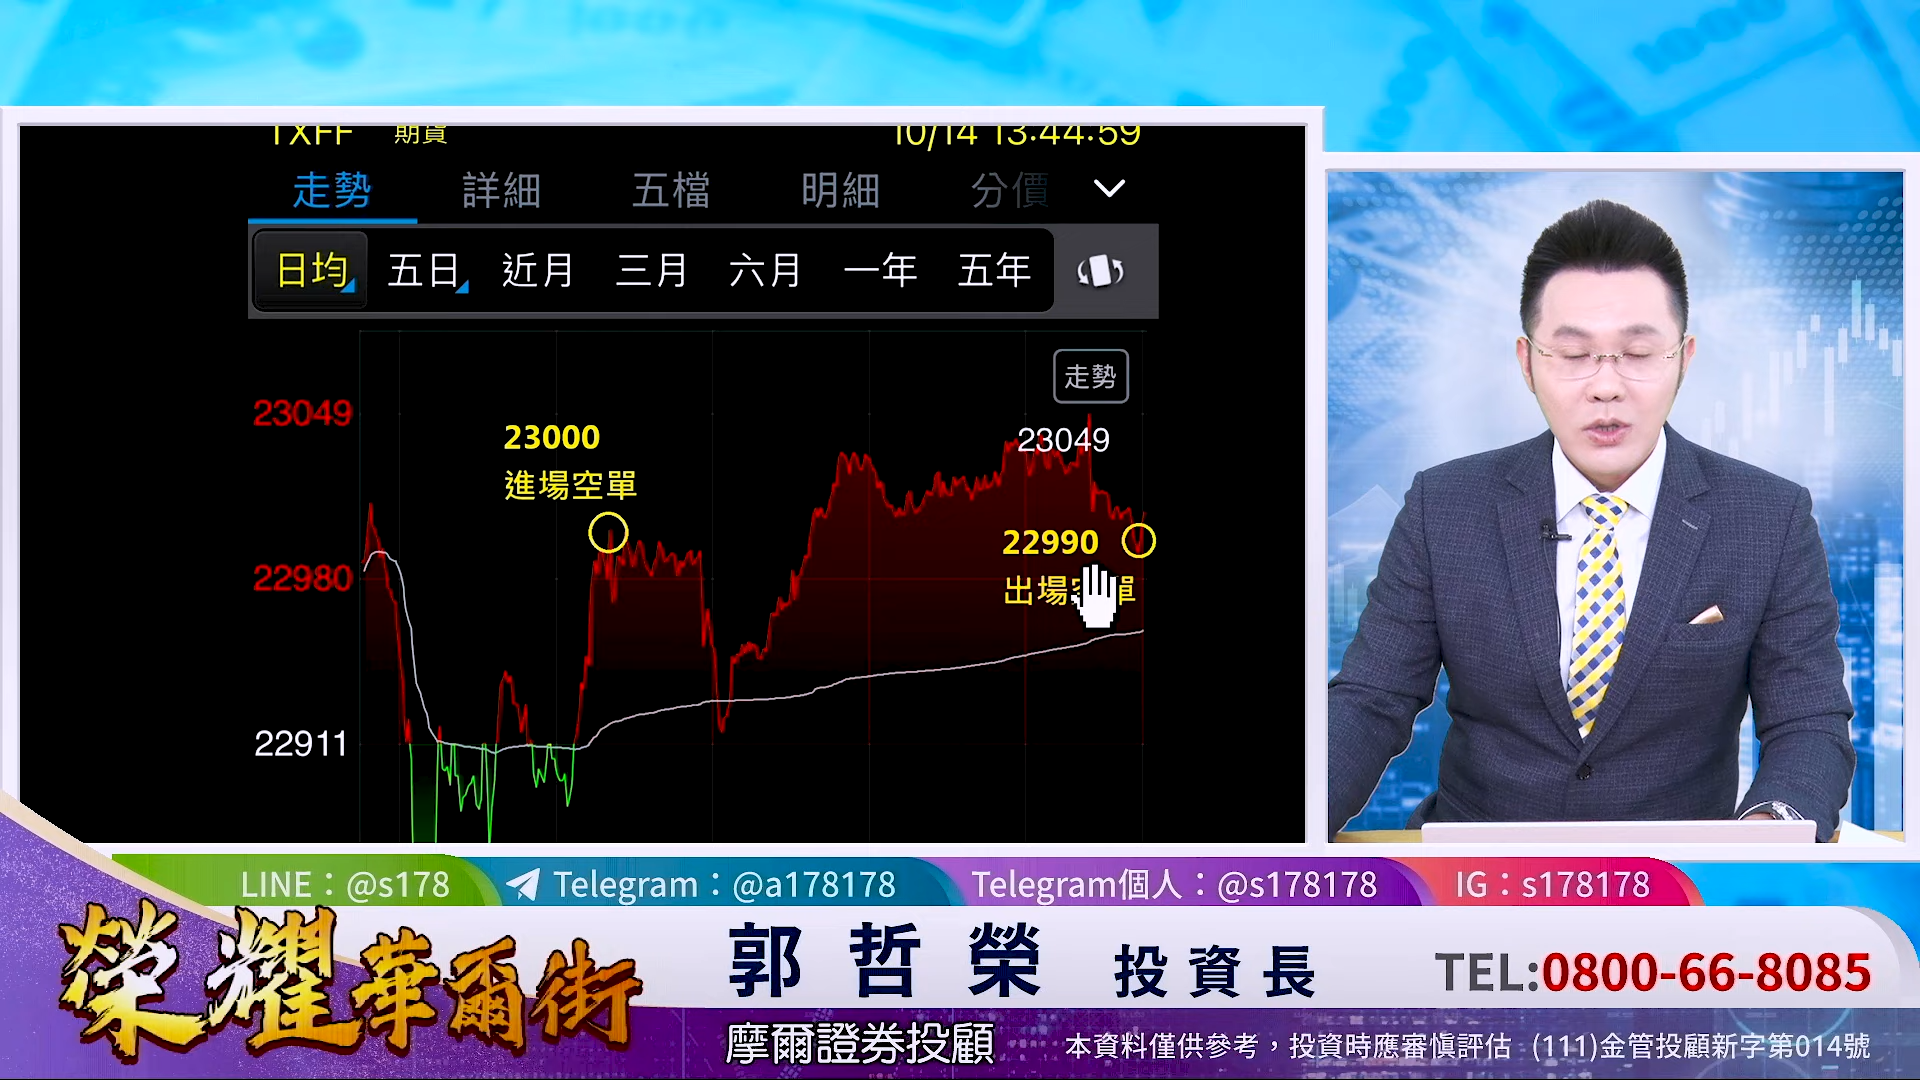 TXFF 期貨 10/14 13:44:59
走勢 詳細 五檔 明細 分價
日均 五日 近月 三月 六月 一年 五年
走勢
23049
23049
23000
進場空單
22980
22990
出場空單
22911
LINE：@s178 Telegram：@a178178 Telegram個人：@s178178 IG：s178178
榮耀華爾街
郭哲榮 投資長 TEL:0800-66-8085
摩爾證券投顧 本資料僅供參考，投資時應審慎評估 (111)金管投顧新字第014號